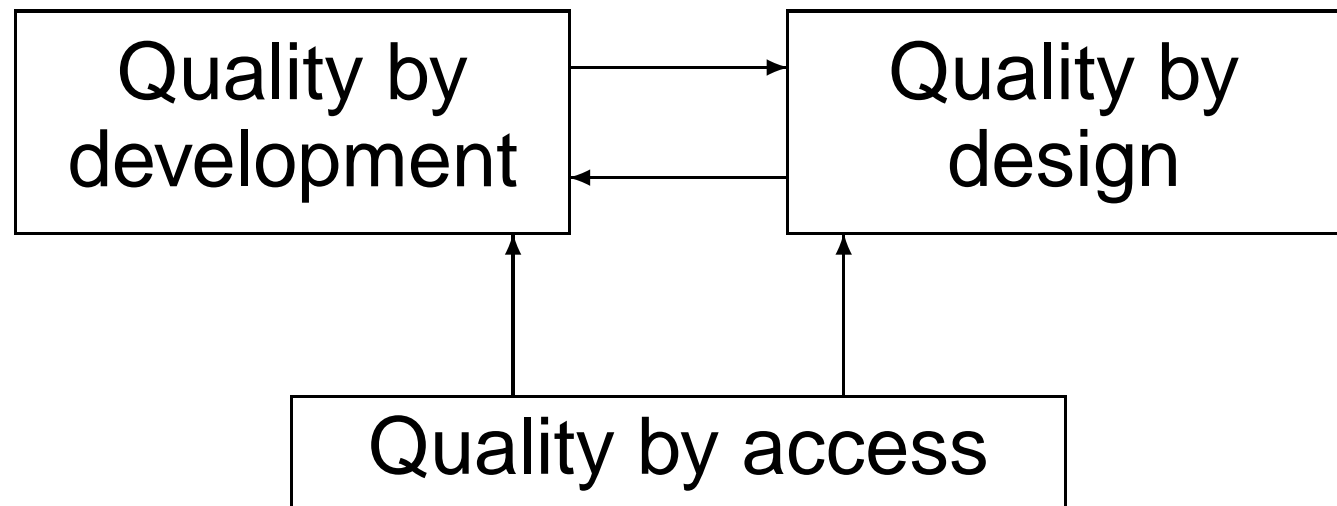 Quality by
development
Quality by
design
Quality by access